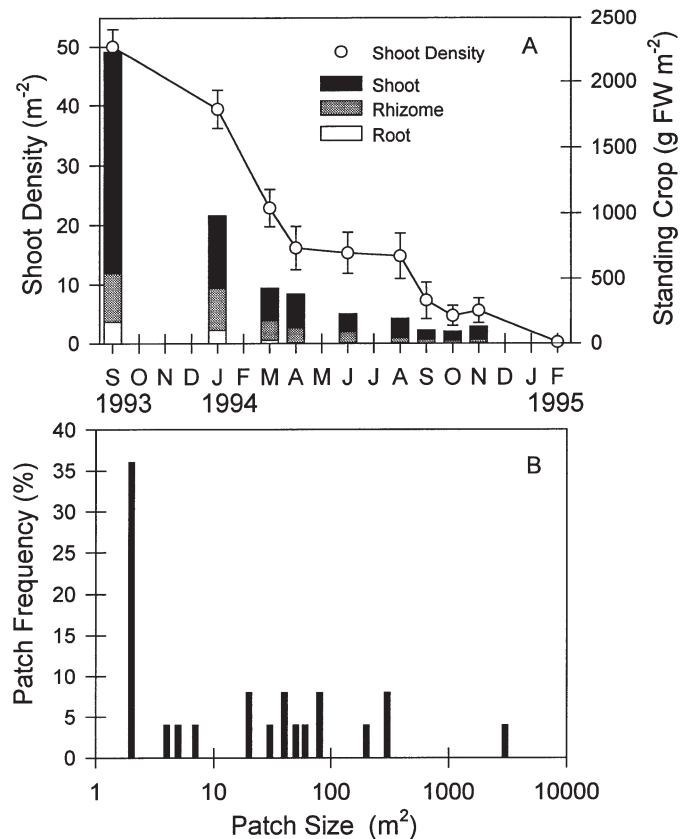 A
Shoot Density
Shoot
Rhizome
Root
Shoot Density (m-2)
50
40
30
20
10
0
2500
2000
1500
1000
500
0
Standing Crop (g FW m-2)
S O N D J F M A M J J A S O N D J F
1993 1994 1995
B
Patch Frequency (%)
40
35
30
25
20
15
10
5
0
1 10 100 1000 10000
Patch Size (m2)